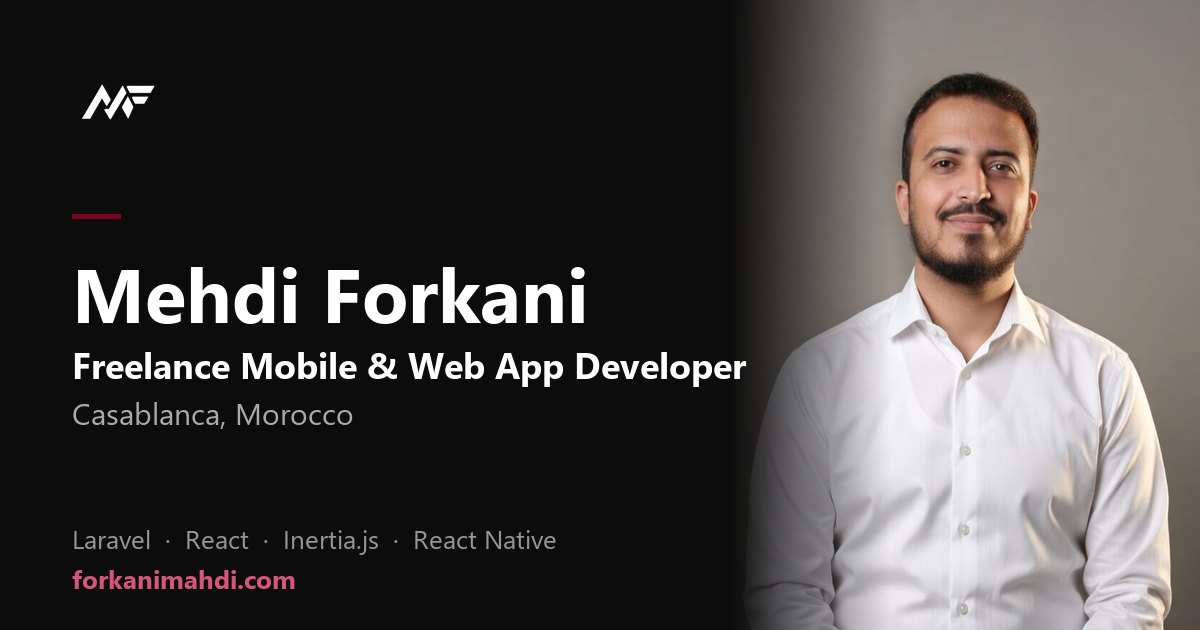 MF
Mehdi Forkani
Freelance Mobile & Web App Developer
Casablanca, Morocco
Laravel · React · Inertia.js · React Native
forkanimahdi.com